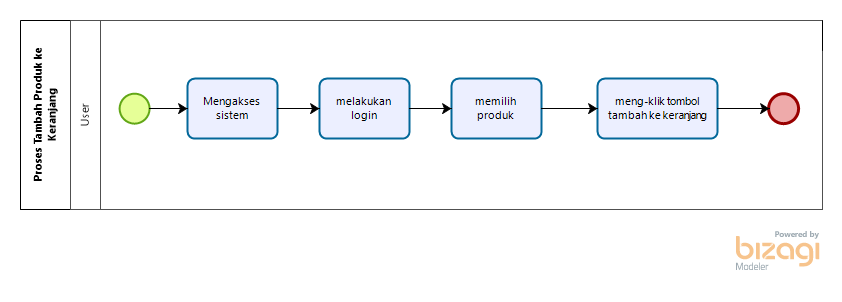 Proses Tambah Produk ke
Keranjang
User
Mengakses
sistem
melakukan
login
memilih
produk
meng-klik tombol
tambah ke keranjang
Powered by
bizagi
Modeler